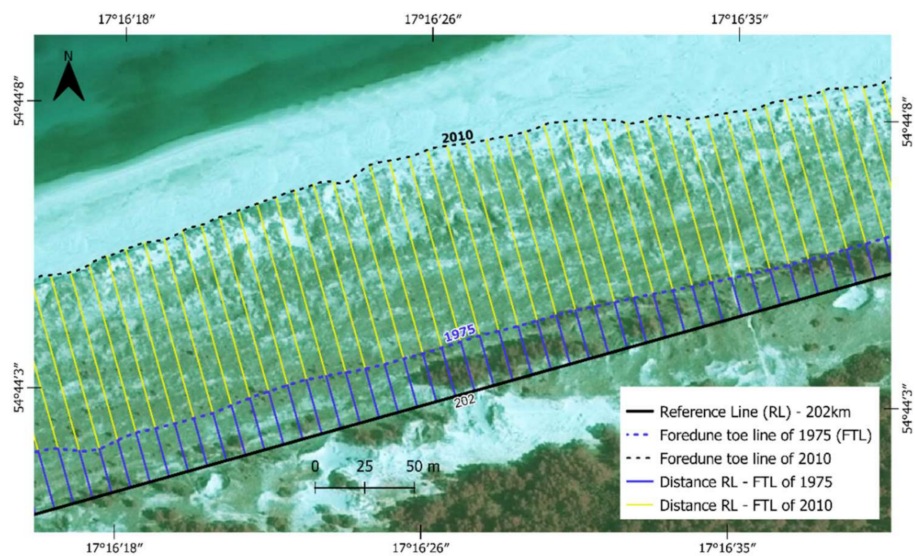 17°16'18" 17°16'26" 17°16'35"
N
54°44'8"
54°44'8"
2010
1975
202
54°44'3"
54°44'3"
0 25 50 m
Reference Line (RL) - 202km
Foredune toe line of 1975 (FTL)
Foredune toe line of 2010
Distance RL - FTL of 1975
Distance RL - FTL of 2010
17°16'18" 17°16'26" 17°16'35"